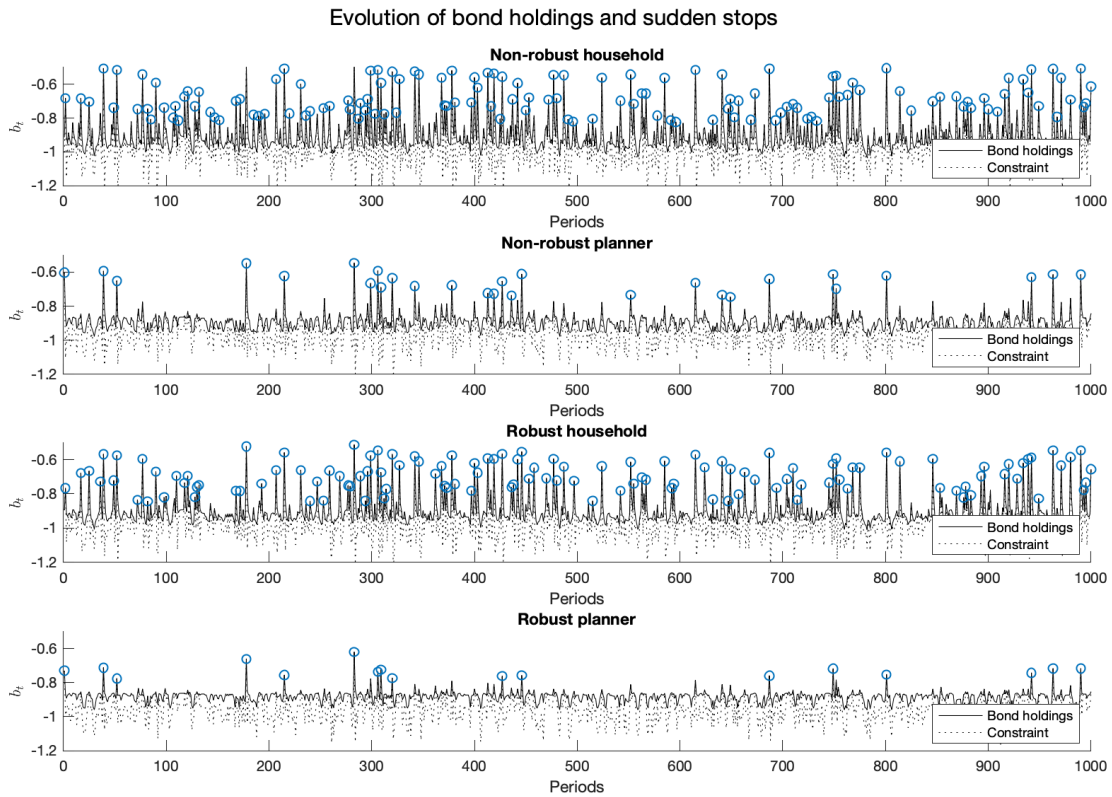 Evolution of bond holdings and sudden stops
Non-robust household
-0.6
-0.8
-1
-1.2
b_t
0 100 200 300 400 500 600 700 800 900 1000
Periods
Bond holdings
Constraint
Non-robust planner
-0.6
-0.8
-1
-1.2
b_t
0 100 200 300 400 500 600 700 800 900 1000
Periods
Bond holdings
Constraint
Robust household
-0.6
-0.8
-1
-1.2
b_t
0 100 200 300 400 500 600 700 800 900 1000
Periods
Bond holdings
Constraint
Robust planner
-0.6
-0.8
-1
-1.2
b_t
0 100 200 300 400 500 600 700 800 900 1000
Periods
Bond holdings
Constraint